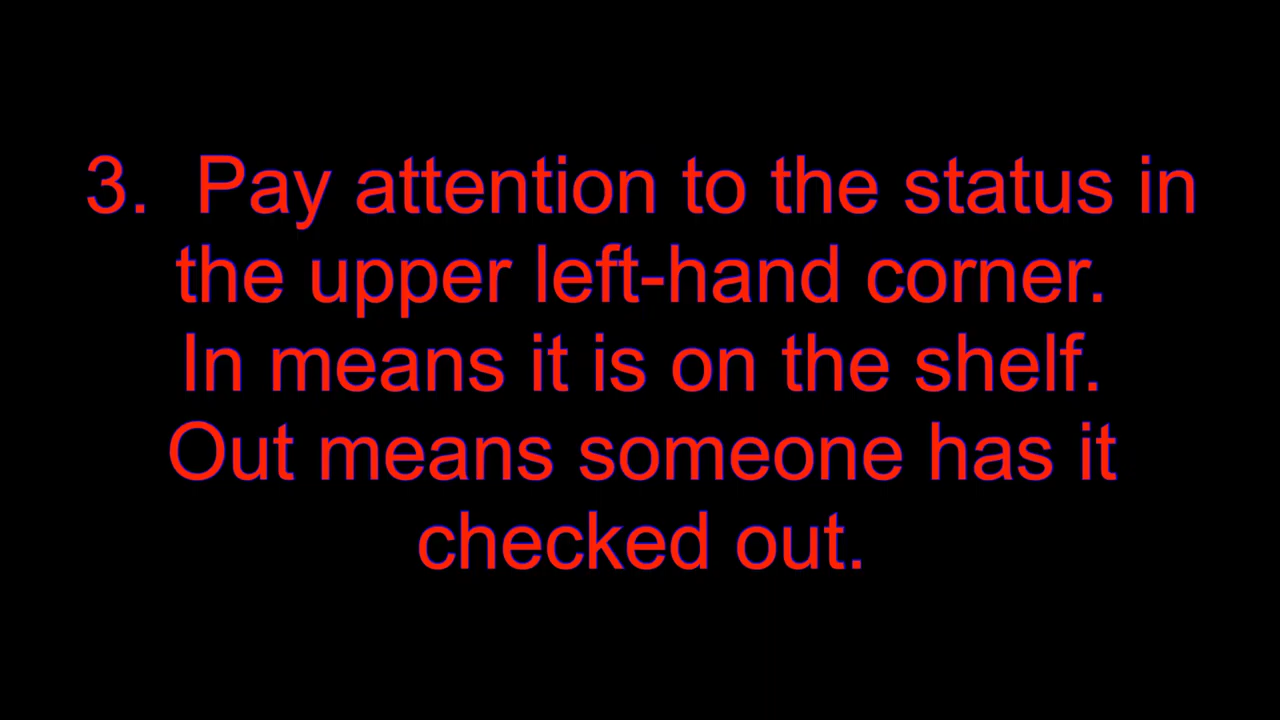 3.  Pay attention to the status in
the upper left-hand corner.
In means it is on the shelf.
Out means someone has it
checked out.